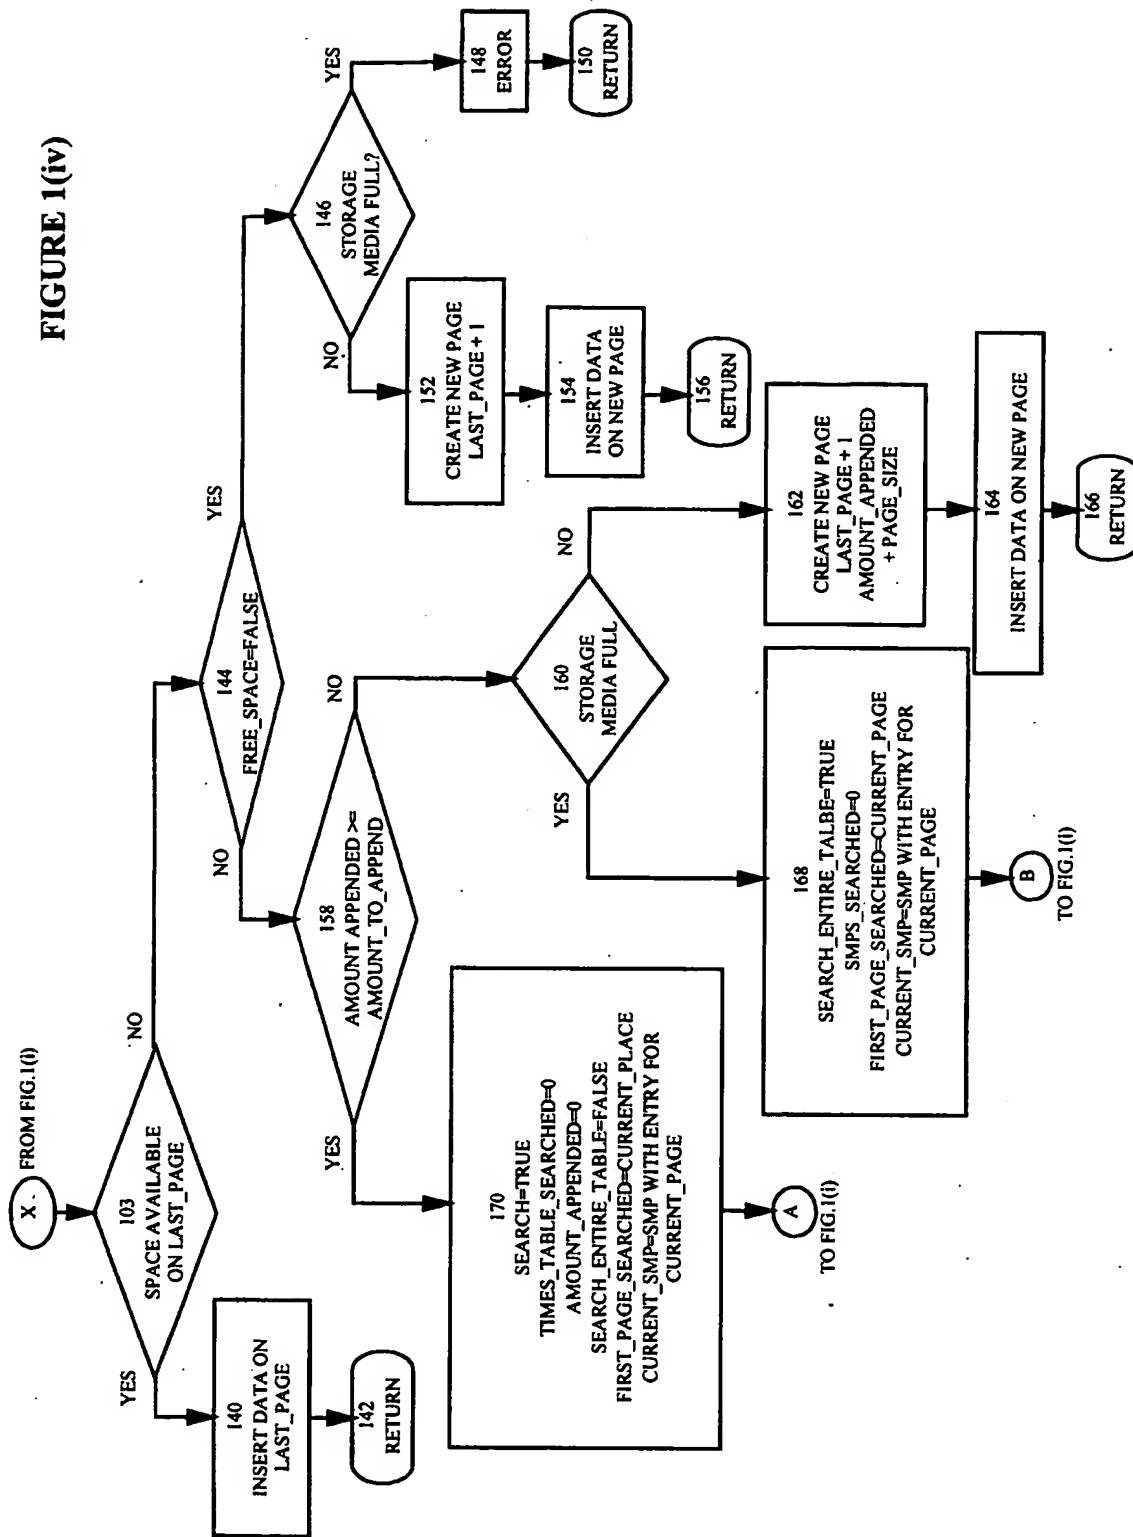 FIGURE 1(iv)
X. FROM FIG.1(i)
103
SPACE AVAILABLE
ON LAST_PAGE
YES
NO
140
INSERT DATA ON
LAST_PAGE
142
RETURN
144
FREE_SPACE=FALSE
NO
YES
146
STORAGE
MEDIA FULL?
NO
YES
148
ERROR
150
RETURN
152
CREATE NEW PAGE
LAST_PAGE + 1
154
INSERT DATA
ON NEW PAGE
156
RETURN
158
AMOUNT APPENDED >=
AMOUNT_TO_APPEND
YES
NO
160
STORAGE
MEDIA FULL
YES
NO
162
CREATE NEW PAGE
LAST_PAGE + 1
AMOUNT_APPENDED
+ PAGE_SIZE
164
INSERT DATA ON NEW PAGE
166
RETURN
168
SEARCH_ENTIRE_TALBE=TRUE
SMPS_SEARCHED=0
FIRST_PAGE_SEARCHED=CURRENT_PAGE
CURRENT_SMP=SMP WITH ENTRY FOR
CURRENT_PAGE
B
TO FIG.1(i)
170
SEARCH=TRUE
TIMES_TABLE_SEARCHED=0
AMOUNT_APPENDED=0
SEARCH_ENTIRE_TABLE=FALSE
FIRST_PAGE_SEARCHED=CURRENT_PLACE
CURRENT_SMP=SMP WITH ENTRY FOR
CURRENT_PAGE
A
TO FIG.1(i)